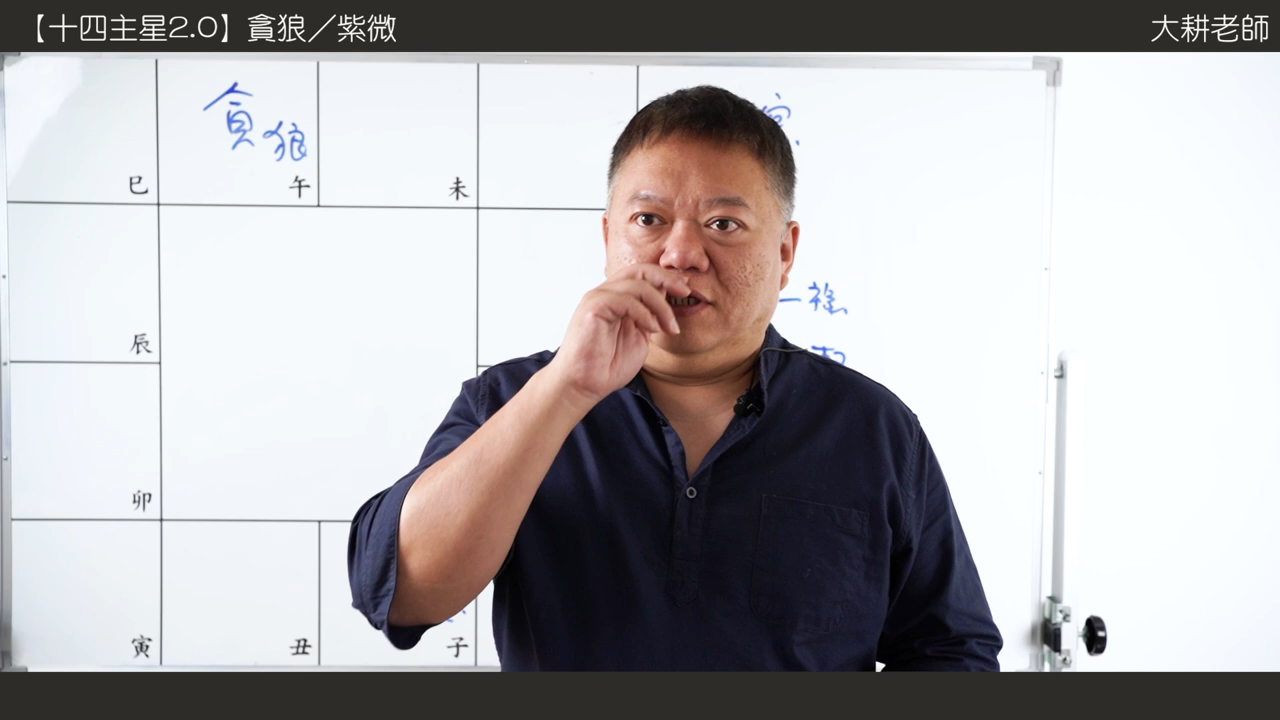 【十四主星2.0】貪狼／紫微
大耕老師
貪狼
巳
午
未
辰
卯
寅
丑
子